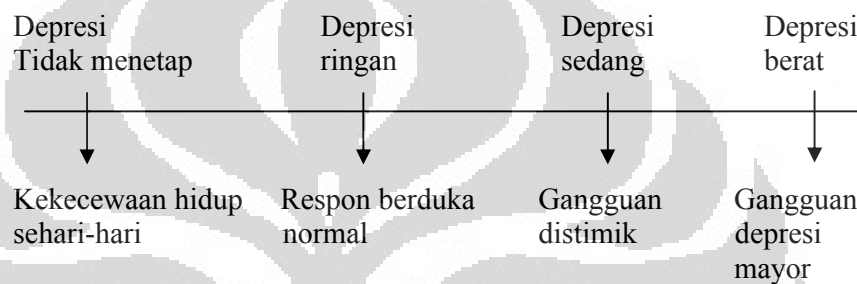 Depresi
Tidak menetap
Depresi
ringan
Depresi
sedang
Depresi
berat
Kekecewaan hidup
sehari-hari
Respon berduka
normal
Gangguan
distimik
Gangguan
depresi
mayor